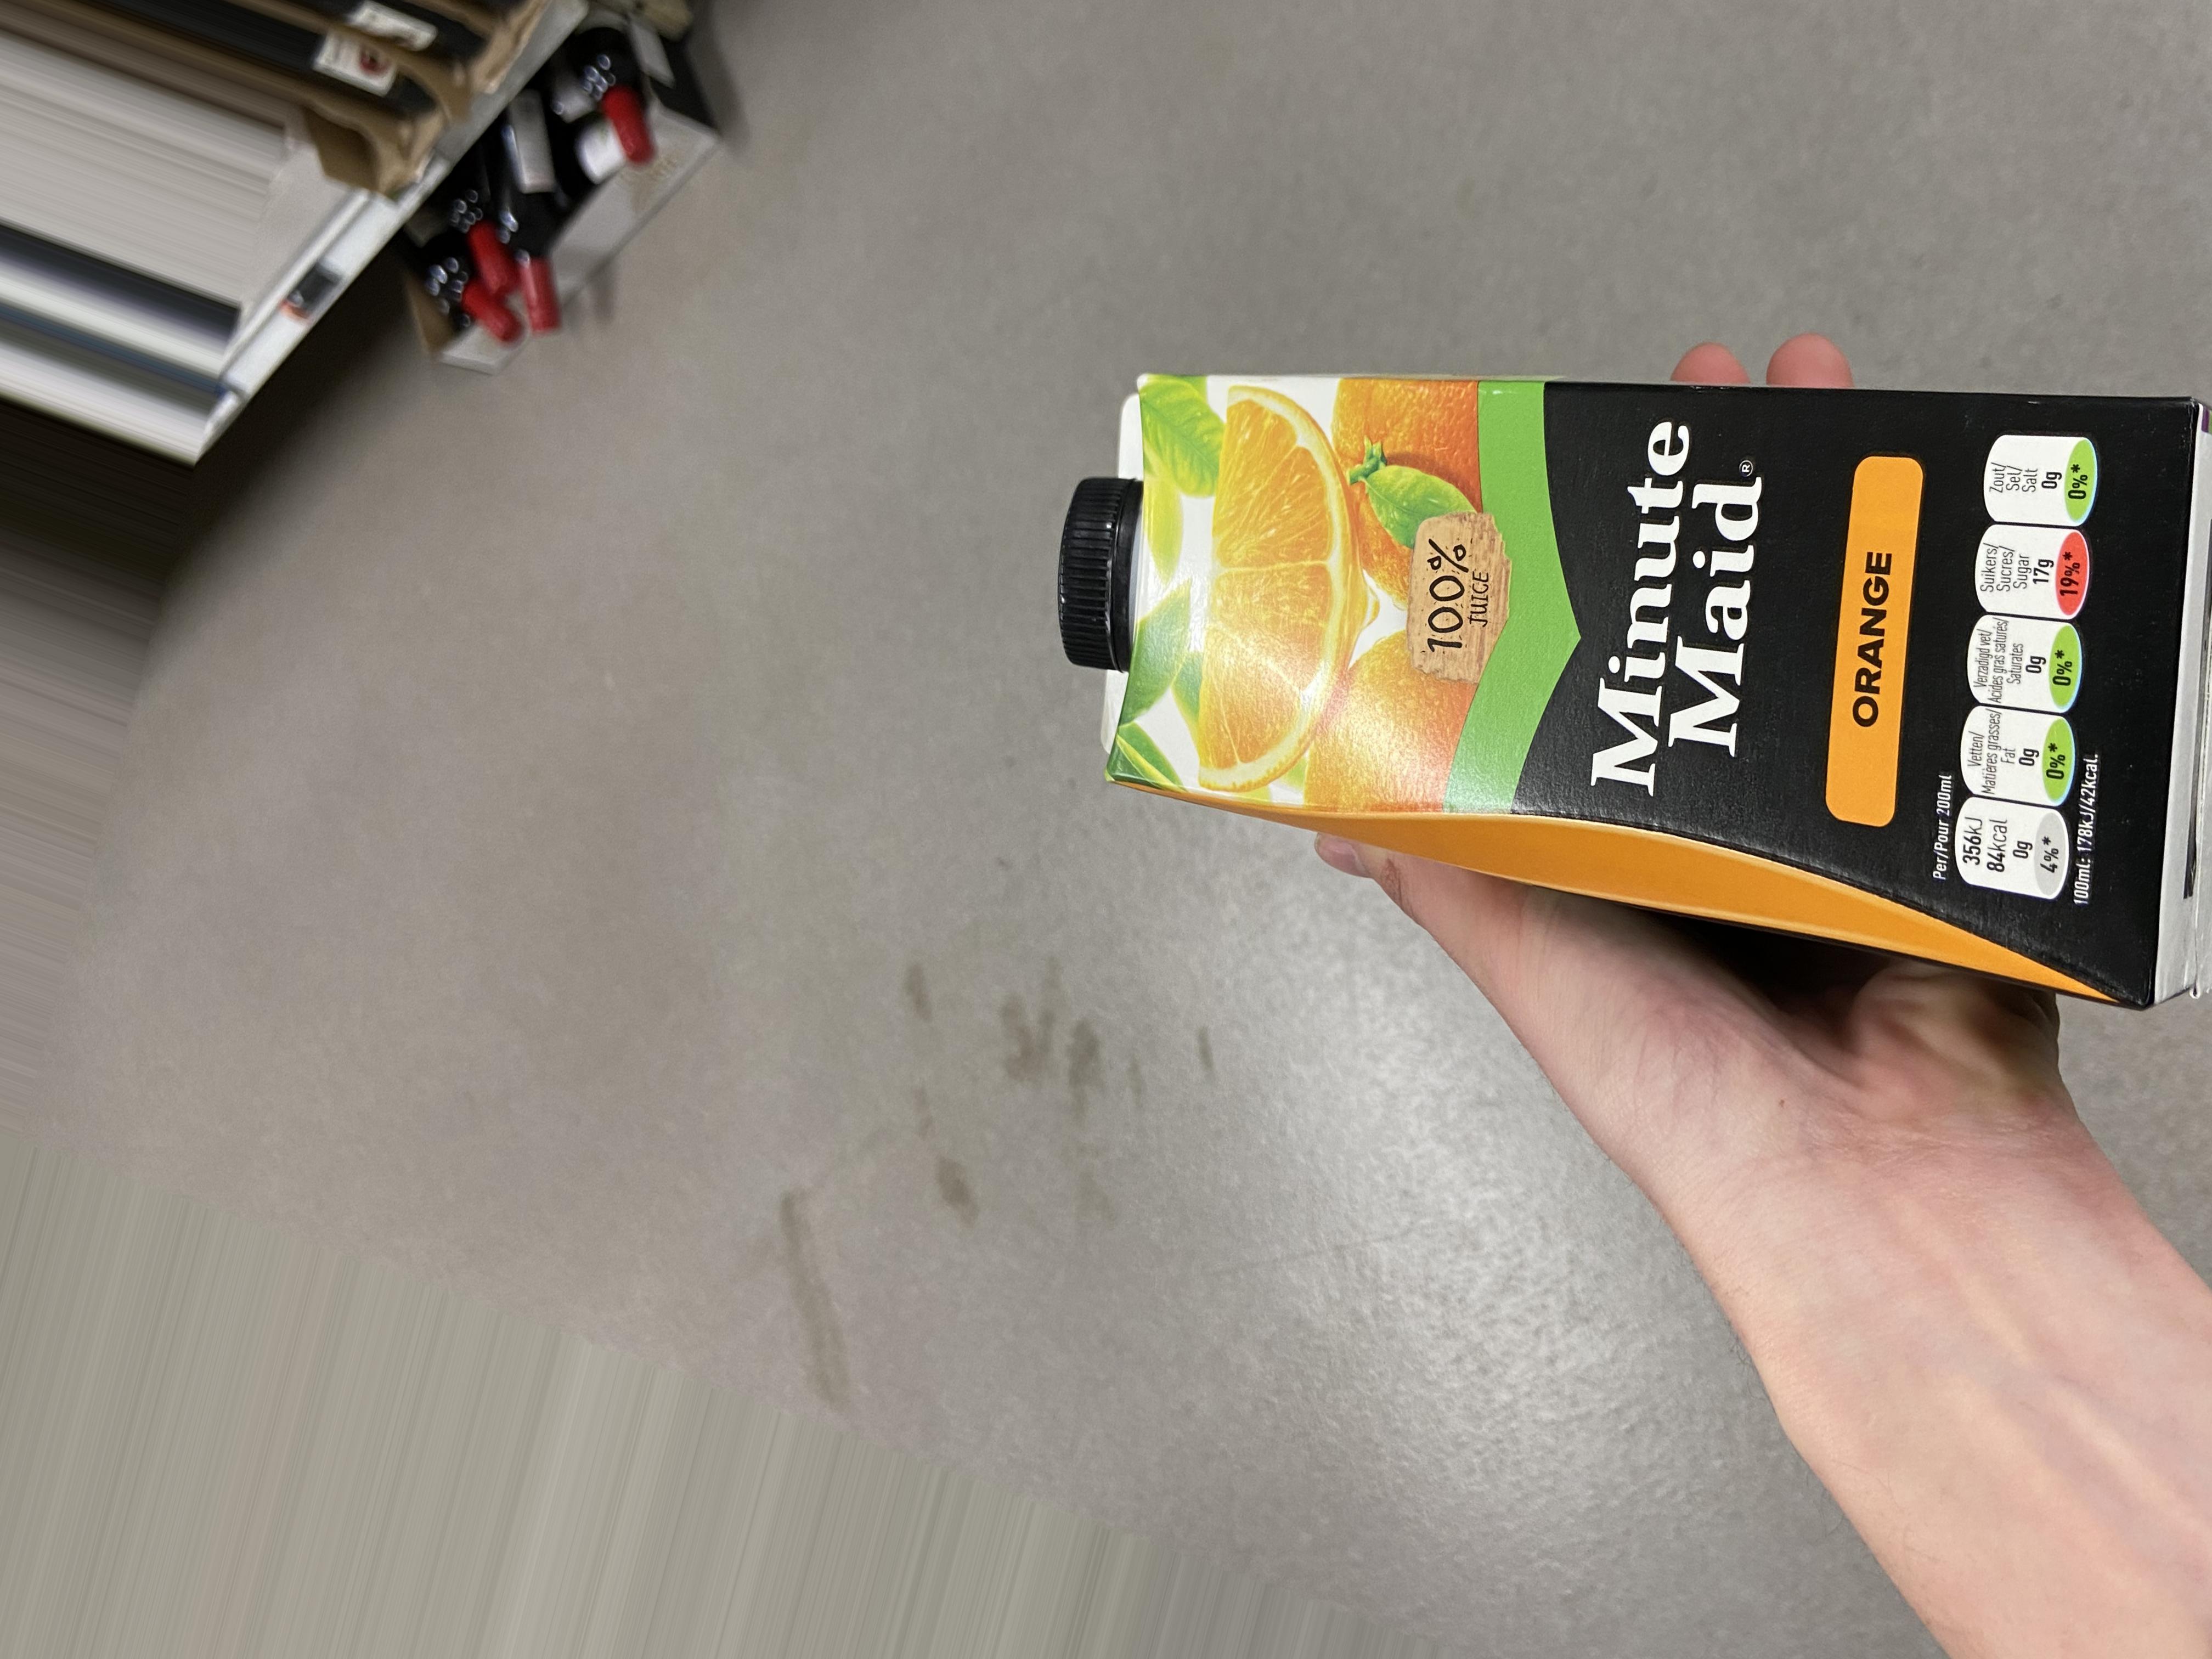 100%
JUICE
Minute
Maid®
ORANGE
Per/Pour 200ml
356kJ
84kcal
0g
4%*
Vetten/
Matières grasses/
Fat
0g
0%*
Verzadigd vet/
Acides gras saturés/
Saturates
0g
0%*
Suikers/
Sucres/
Sugar
17g
19%*
Zout/
Sel/
Salt
0g
0%*
100ml: 178kJ/42kcal.